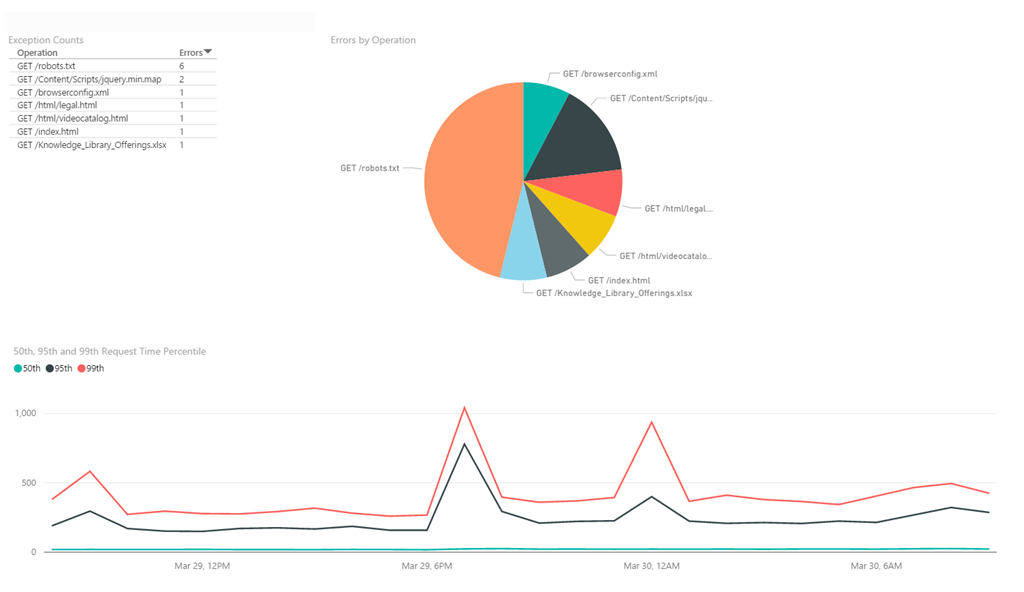 Exception Counts
Operation Errors
GET /robots.txt 6
GET /Content/Scripts/jquery.min.map 2
GET /browserconfig.xml 1
GET /html/legal.html 1
GET /html/videocatalog.html 1
GET /index.html 1
GET /Knowledge_Library_Offerings.xlsx 1
Errors by Operation
GET /browserconfig.xml
GET /Content/Scripts/jqu...
GET /robots.txt
GET /html/legal...
GET /html/videocatalo...
GET /index.html
GET /Knowledge_Library_Offerings.xlsx
50th, 95th and 99th Request Time Percentile
50th 95th 99th
1,000
500
0
Mar 29, 12PM Mar 29, 6PM Mar 30, 12AM Mar 30, 6AM